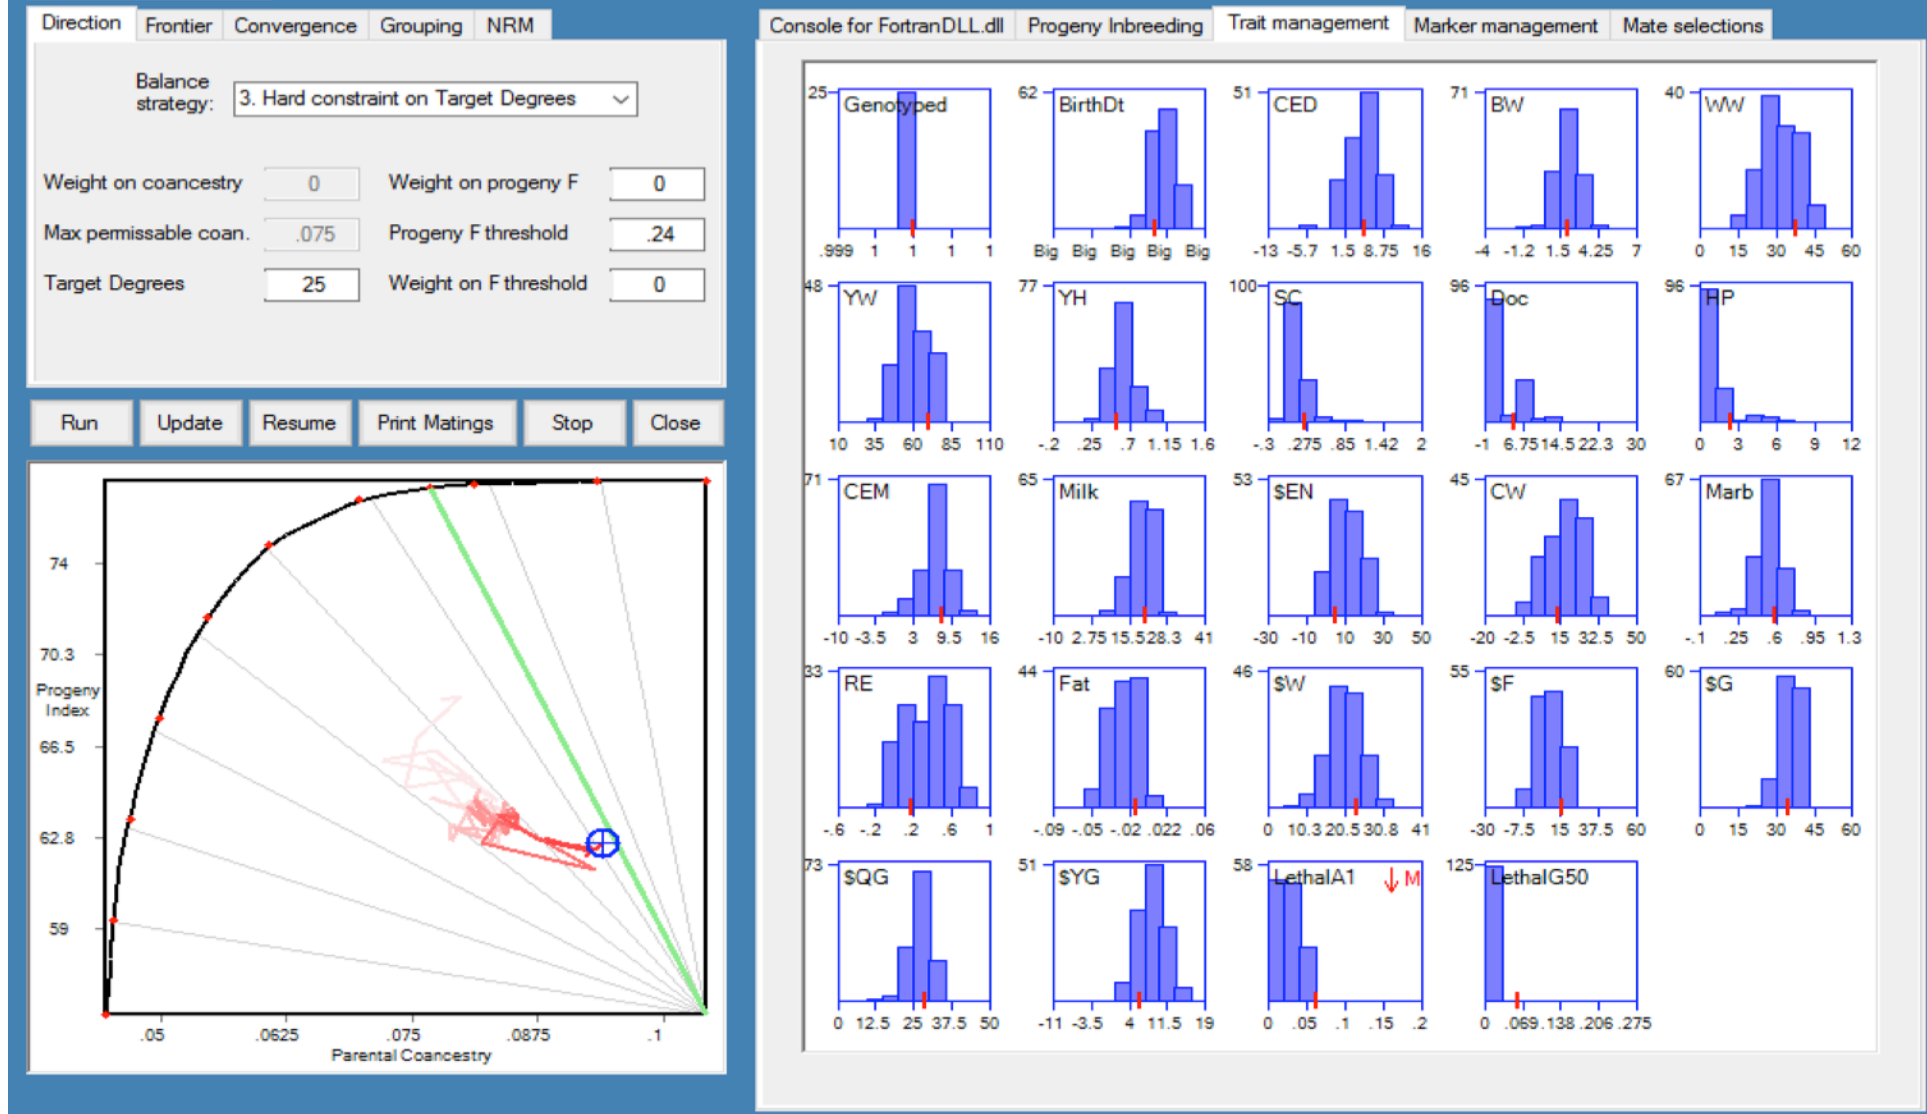 Direction Frontier Convergence Grouping NRM
Balance strategy: 3. Hard constraint on Target Degrees
Weight on coancestry 0 Weight on progeny F 0
Max permissable coan. .075 Progeny F threshold .24
Target Degrees 25 Weight on F threshold 0
Run Update Resume Print Matings Stop Close
74
70.3
Progeny
Index
66.5
62.8
59
.05 .0625 .075 .0875 .1
Parental Coancestry
Console for FortranDLL.dll Progeny Inbreeding Trait management Marker management Mate selections
25 Genotyped 62 BirthDt 51 CED 71 BW 40 WW
.999 1 1 1 1 Big Big Big Big Big -13 -5.7 1.5 8.75 16 -4 -1.2 1.5 4.25 7 0 15 30 45 60
48 YW 77 YH 100 SC 96 Doc 96 HP
10 35 60 85 110 -.2 .25 .7 1.15 1.6 -.3 .275 .85 1.42 2 -1 6.75 14.5 22.3 30 0 3 6 9 12
71 CEM 65 Milk 53 $EN 45 CW 67 Marb
-10 -3.5 3 9.5 16 -10 2.75 15.5 28.3 41 -30 -10 10 30 50 -20 -2.5 15 32.5 50 -.1 .25 .6 .95 1.3
33 RE 44 Fat 46 $W 55 $F 60 $G
-.6 -.2 .2 .6 1 -.09 -.05 -.02 .022 .06 0 10.3 20.5 30.8 41 -30 -7.5 15 37.5 60 0 15 30 45 60
73 $QG 51 $YG 58 LethalA1 ↓ M 125 LethalG50
0 12.5 25 37.5 50 -11 -3.5 4 11.5 19 0 .05 .1 .15 .2 0 .069 .138 .206 .275